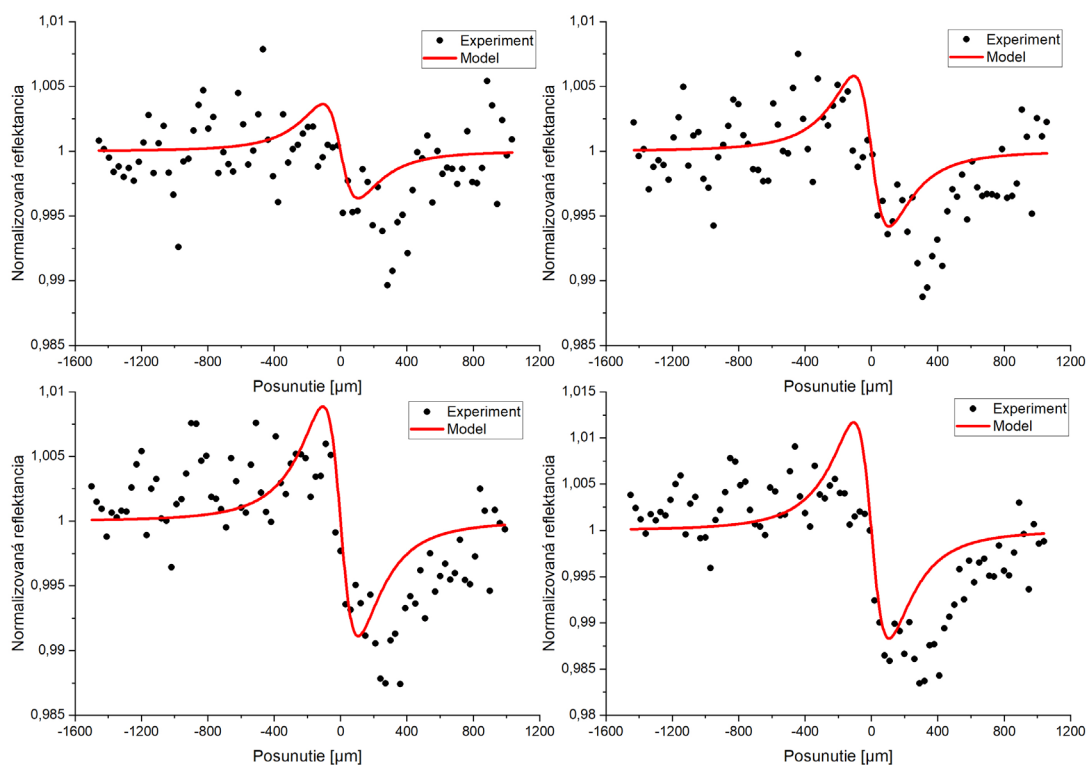 1,01
1,005
1
0,995
0,99
0,985
-1600 -1200 -800 -400 0 400 800 1200
Normalizovaná reflektancia
Posunutie [µm]
Experiment
Model
1,01
1,005
1
0,995
0,99
0,985
-1600 -1200 -800 -400 0 400 800 1200
Normalizovaná reflektancia
Posunutie [µm]
Experiment
Model
1,01
1,005
1
0,995
0,99
0,985
-1600 -1200 -800 -400 0 400 800 1200
Normalizovaná reflektancia
Posunutie [µm]
Experiment
Model
1,015
1,01
1,005
1
0,995
0,99
0,985
0,98
-1600 -1200 -800 -400 0 400 800 1200
Normalizovaná reflektancia
Posunutie [µm]
Experiment
Model